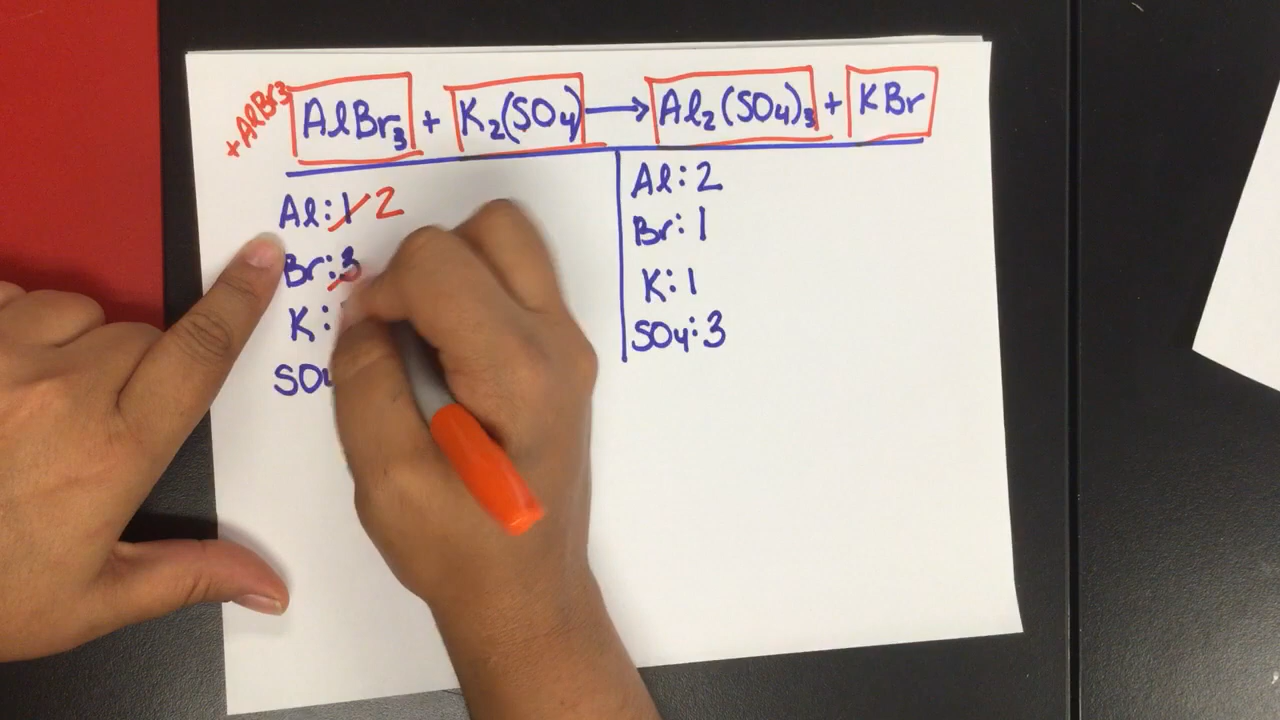 +AlBr3 AlBr₃ + K₂(SO₄) → Al₂(SO₄)₃ + KBr
Al: 1 2 Al: 2
Br: 3 Br: 1
K: K: 1
SO₄ SO₄: 3